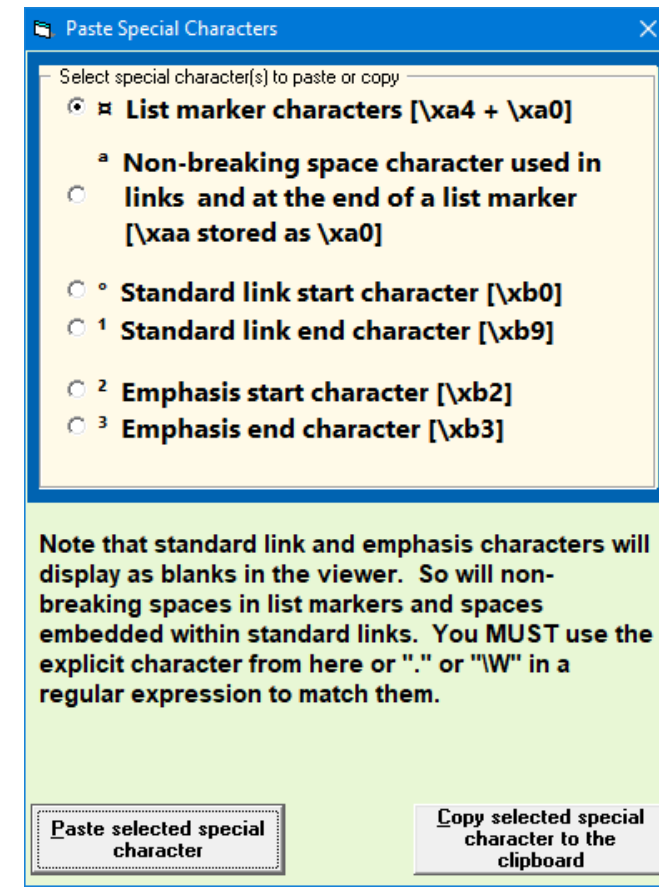 Paste Special Characters
Select special character(s) to paste or copy
¤ List marker characters [\xa4 + \xa0]
ª Non-breaking space character used in
links  and at the end of a list marker
[\xaa stored as \xa0]
° Standard link start character [\xb0]
¹ Standard link end character [\xb9]
² Emphasis start character [\xb2]
³ Emphasis end character [\xb3]
Note that standard link and emphasis characters will
display as blanks in the viewer.  So will non-
breaking spaces in list markers and spaces
embedded within standard links.  You MUST use the
explicit character from here or "." or "\W" in a
regular expression to match them.
Paste selected special
character
Copy selected special
character to the
clipboard